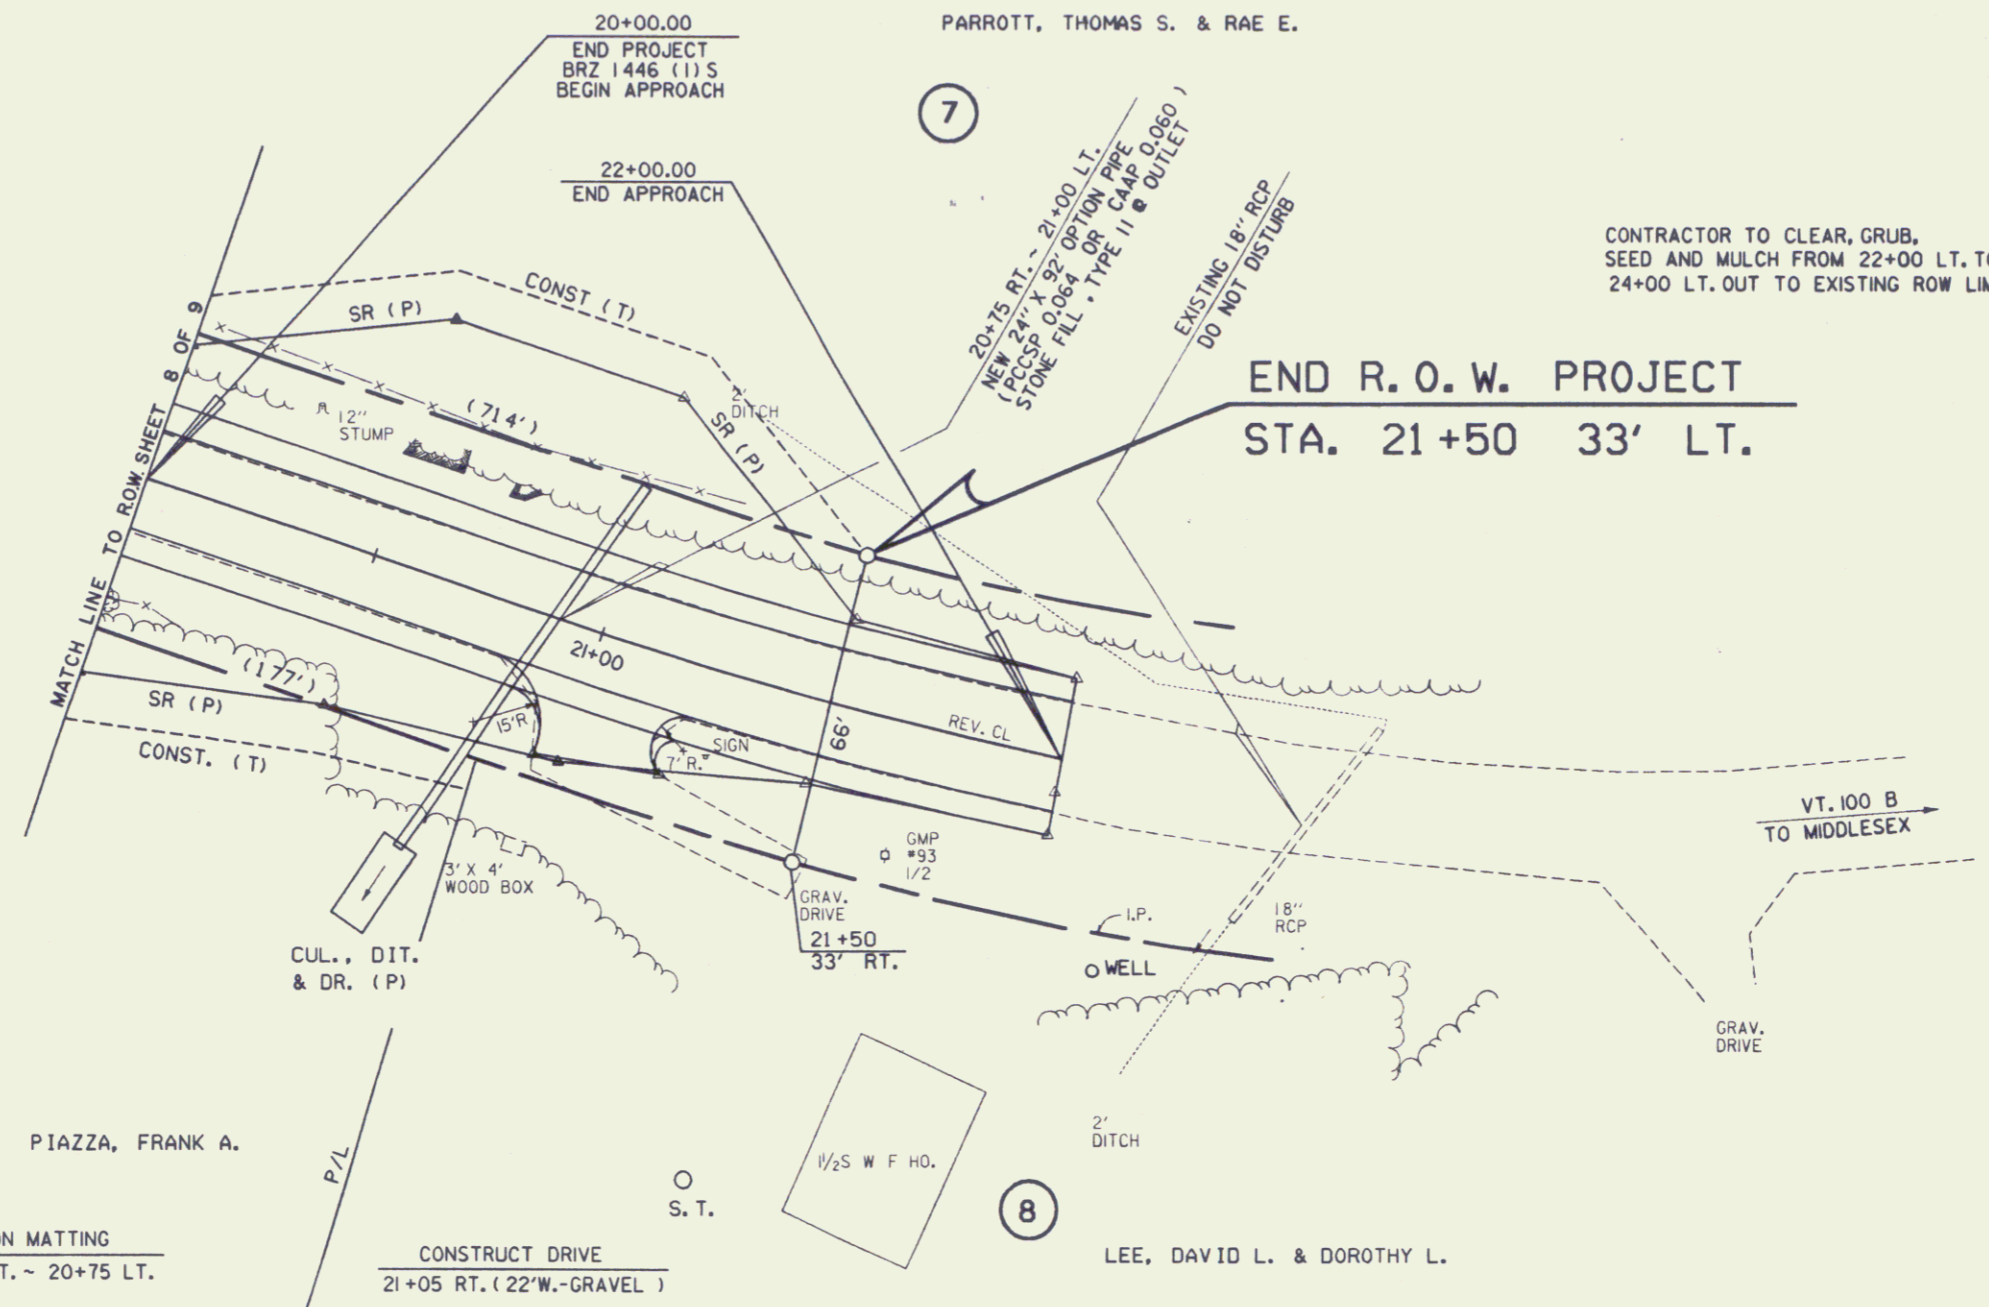 20+00.00
END PROJECT
BRZ 1446 (1) S
BEGIN APPROACH
PARROTT, THOMAS S. & RAE E.
7
22+00.00
END APPROACH
20+75 RT. ~ 21+00 LT.
NEW 24" X 92' OPTION PIPE
(PCCSP 0.064 OR CAAP 0.060 )
STONE FILL, TYPE II @ OUTLET
EXISTING 18" RCP
DO NOT DISTURB
CONTRACTOR TO CLEAR, GRUB,
SEED AND MULCH FROM 22+00 LT. TO
24+00 LT. OUT TO EXISTING ROW LIM
END R.O.W. PROJECT
STA. 21+50 33' LT.
MATCH LINE TO R.O.W. SHEET 8 OF 9
CONST (T)
SR (P)
12"
STUMP
(714')
2'
DITCH
SR (P)
21+00
(177')
SR (P)
CONST. (T)
15'R
SIGN
7' R.
66'
REV. CL
VT. 100 B
TO MIDDLESEX
GMP
#93
1/2
3' X 4'
WOOD BOX
GRAV.
DRIVE
21+50
33' RT.
I.P.
18"
RCP
WELL
CUL., DIT.
& DR. (P)
GRAV.
DRIVE
2'
DITCH
PIAZZA, FRANK A.
P/L
1½S W F HO.
S.T.
8
LEE, DAVID L. & DOROTHY L.
ON MATTING
T. ~ 20+75 LT.
CONSTRUCT DRIVE
21+05 RT. (22'W.-GRAVEL )